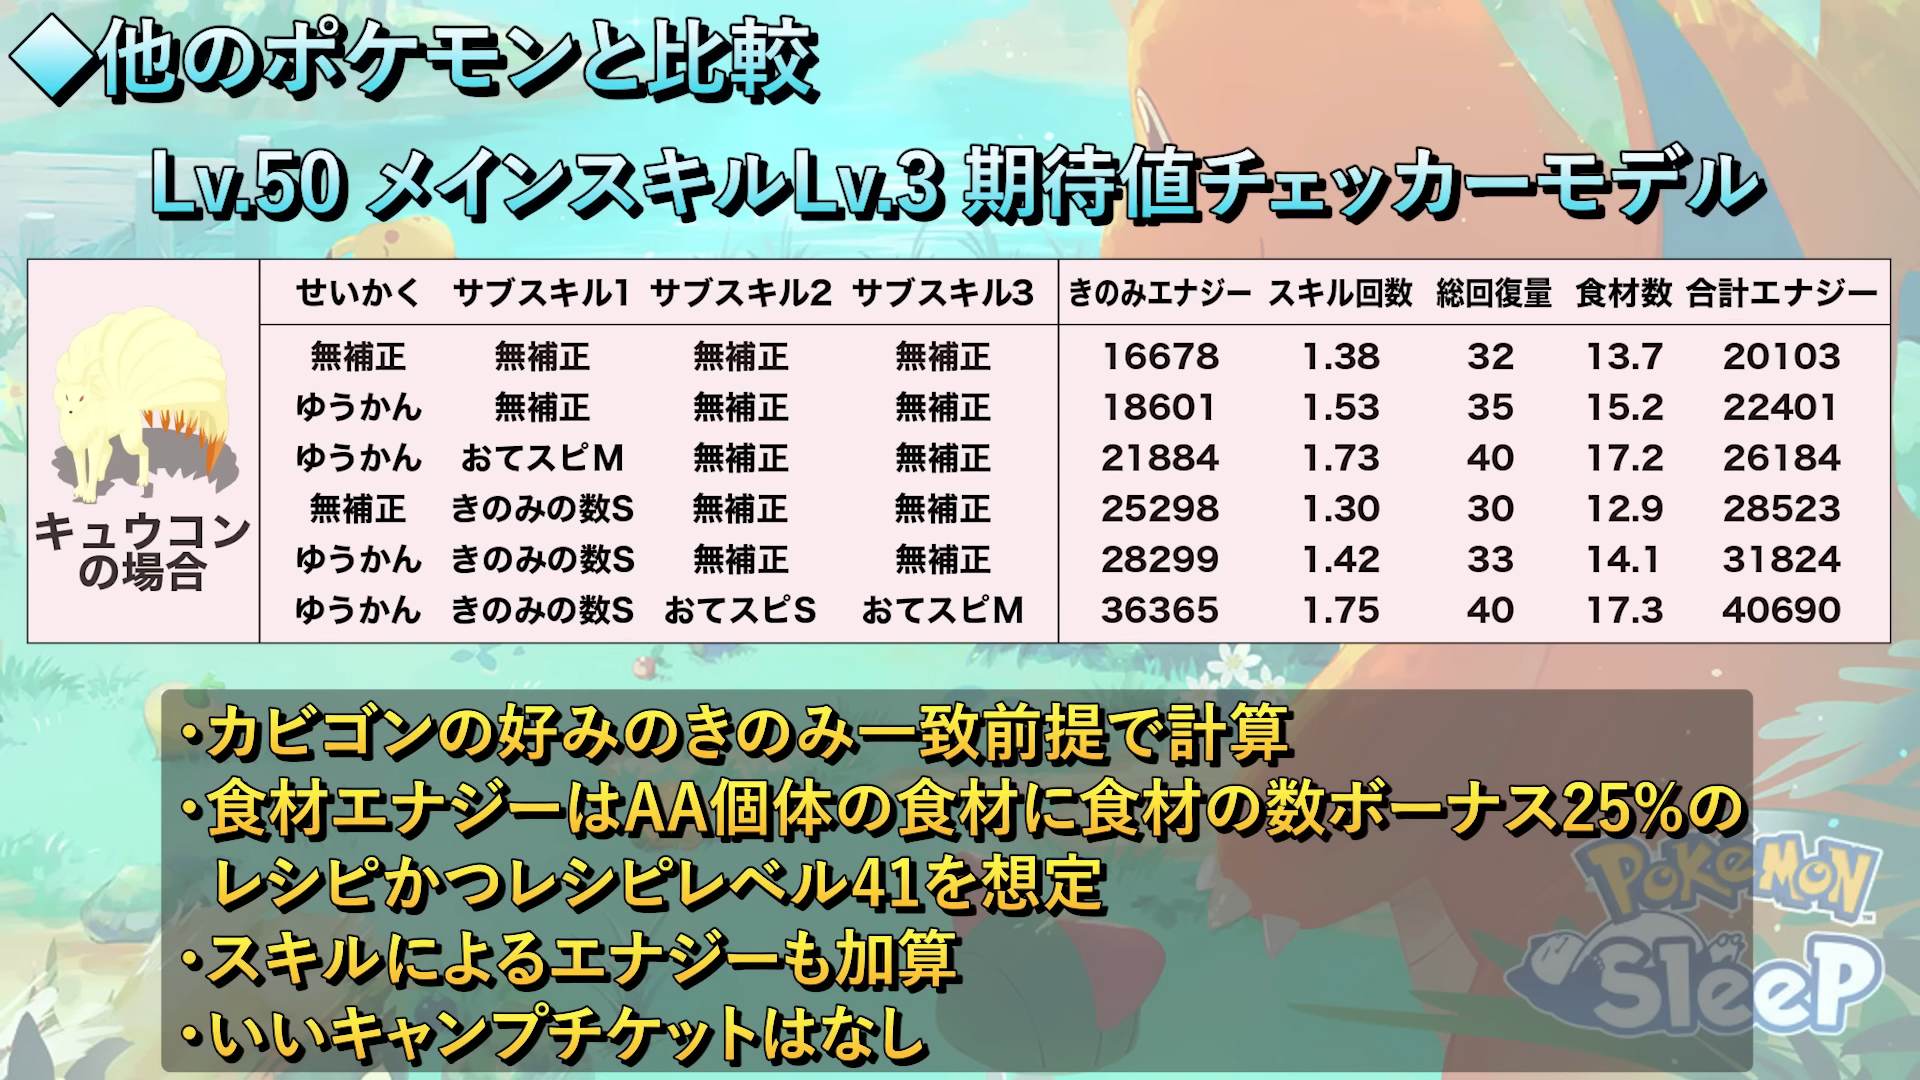 ◆他のポケモンと比較
Lv.50 メインスキルLv.3 期待値チェッカーモデル
せいかく サブスキル1 サブスキル2 サブスキル3 きのみエナジー スキル回数 総回復量 食材数 合計エナジー
無補正 無補正 無補正 無補正 16678 1.38 32 13.7 20103
ゆうかん 無補正 無補正 無補正 18601 1.53 35 15.2 22401
ゆうかん おてスピM 無補正 無補正 21884 1.73 40 17.2 26184
無補正 きのみの数S 無補正 無補正 25298 1.30 30 12.9 28523
ゆうかん きのみの数S 無補正 無補正 28299 1.42 33 14.1 31824
ゆうかん きのみの数S おてスピS おてスピM 36365 1.75 40 17.3 40690
キュウコン
の場合
・カビゴンの好みのきのみ一致前提で計算
・食材エナジーはAA個体の食材に食材の数ボーナス25%の
レシピかつレシピレベル41を想定
・スキルによるエナジーも加算
・いいキャンプチケットはなし
POKéMON
Sleep